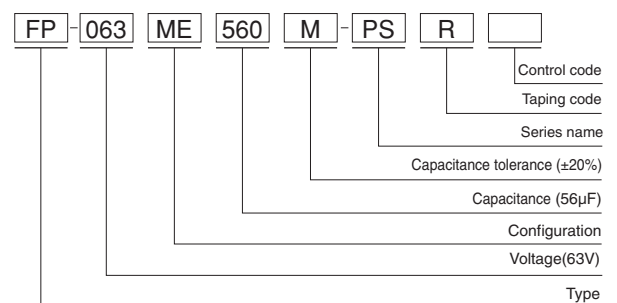 FP-063 ME 560 M-PS R
Control code
Taping code
Series name
Capacitance tolerance (±20%)
Capacitance (56µF)
Configuration
Voltage(63V)
Type